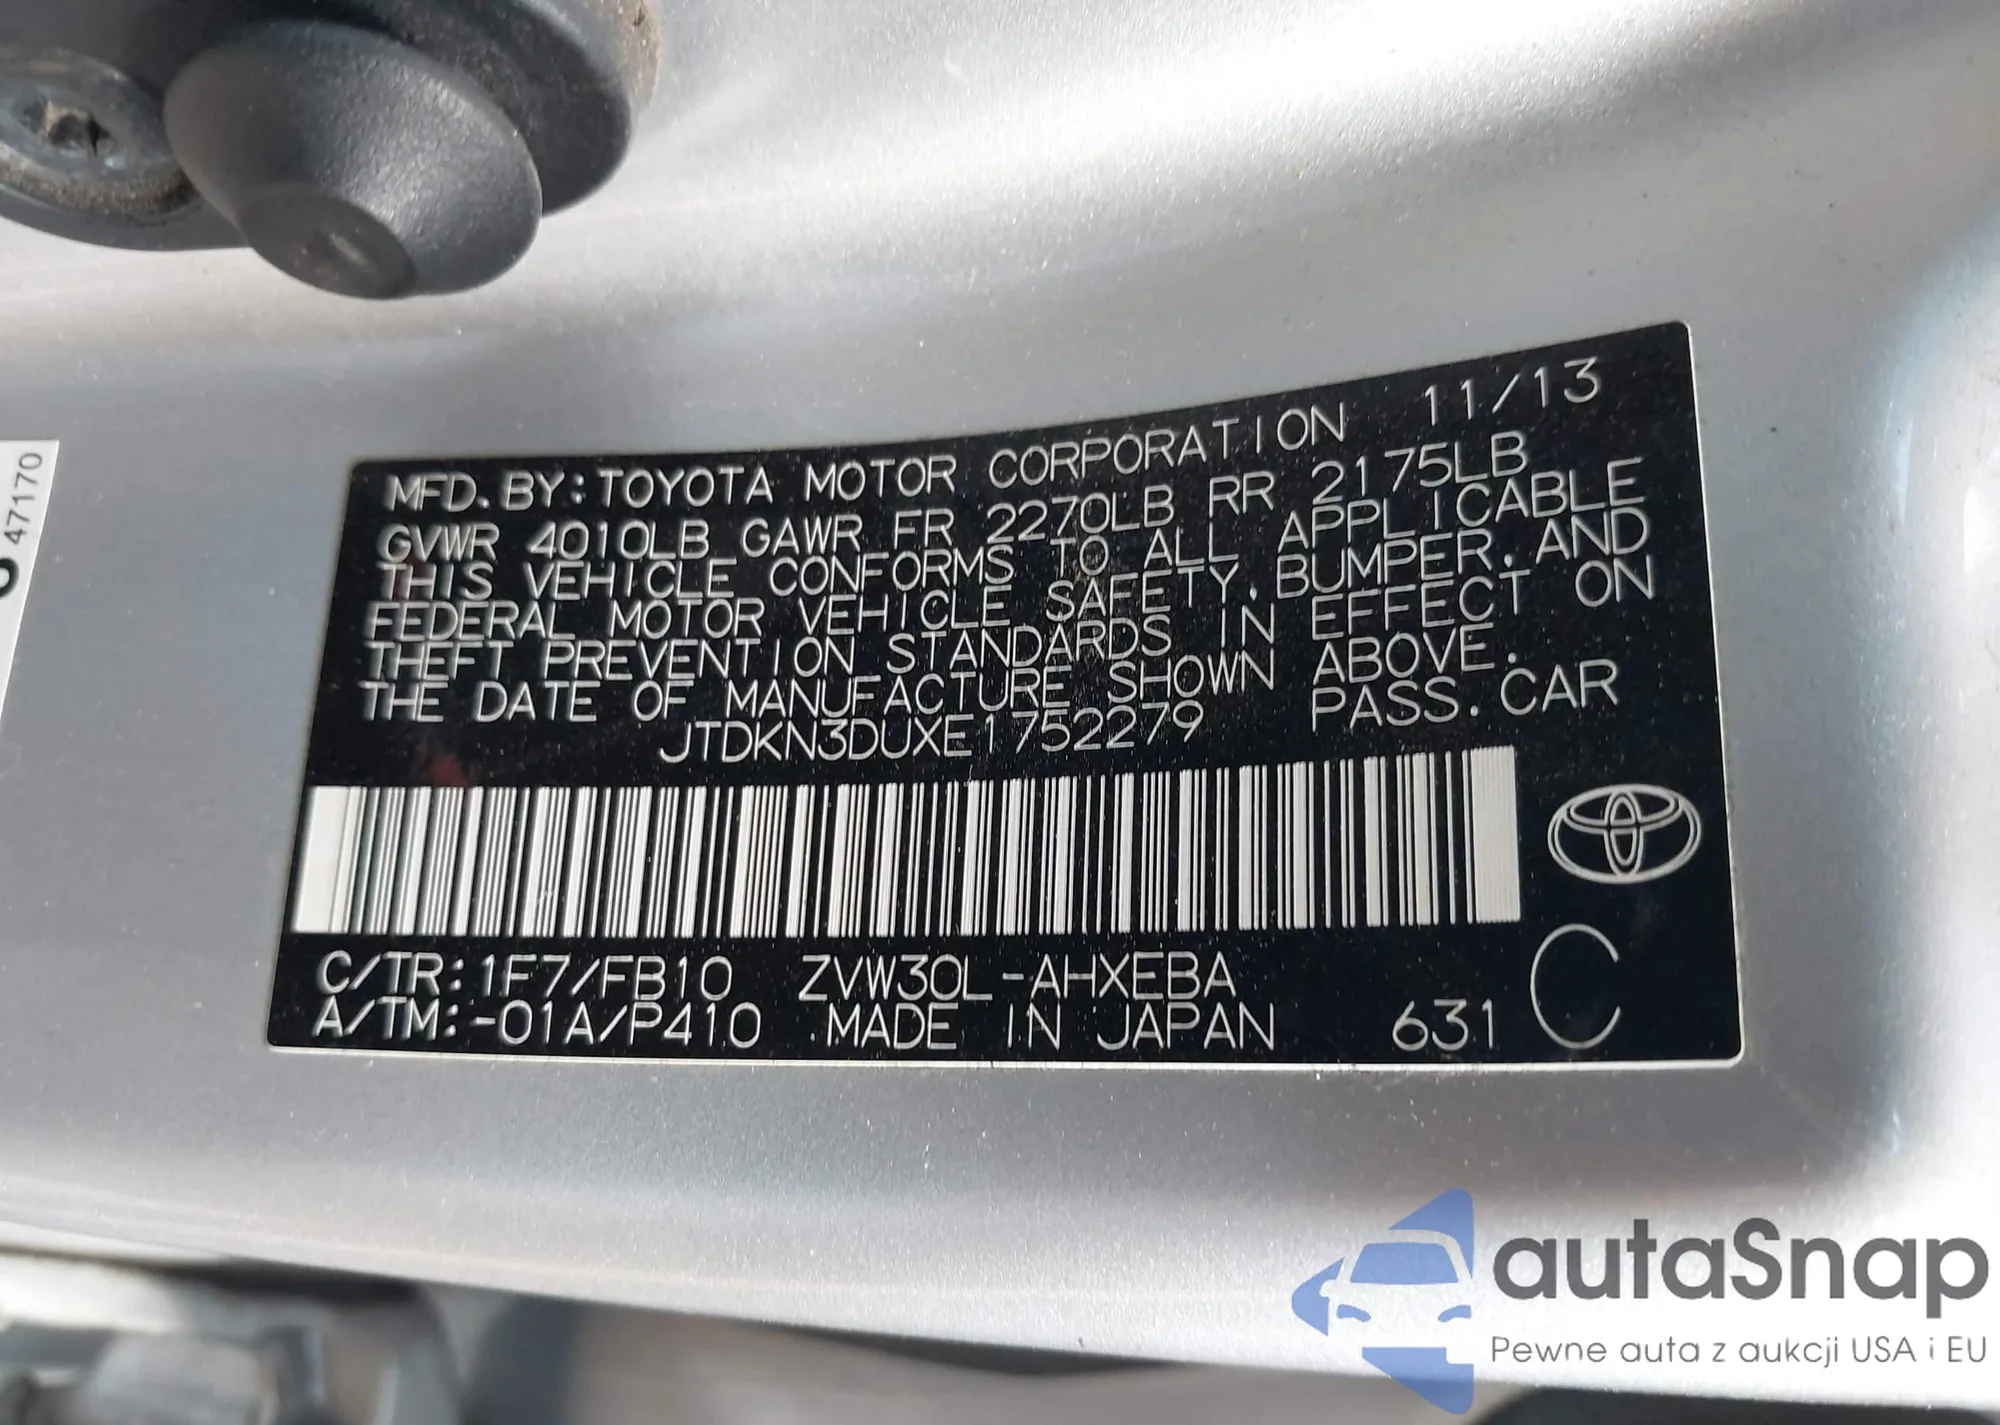 47170
MFD. BY: TOYOTA MOTOR CORPORATION 11/13
GVWR 4010LB GAWR FR 2270LB RR 2175LB
THIS VEHICLE CONFORMS TO ALL APPLICABLE
FEDERAL MOTOR VEHICLE SAFETY, BUMPER, AND
THEFT PREVENTION STANDARDS IN EFFECT ON
THE DATE OF MANUFACTURE SHOWN ABOVE.
JTDKN3DUXE1752279 PASS. CAR
C/TR: 1F7/FB10 ZVW30L-AHXEBA
A/TM: -01A/P410 MADE IN JAPAN 631 C
autaSnap
Pewne auta z aukcji USA i EU